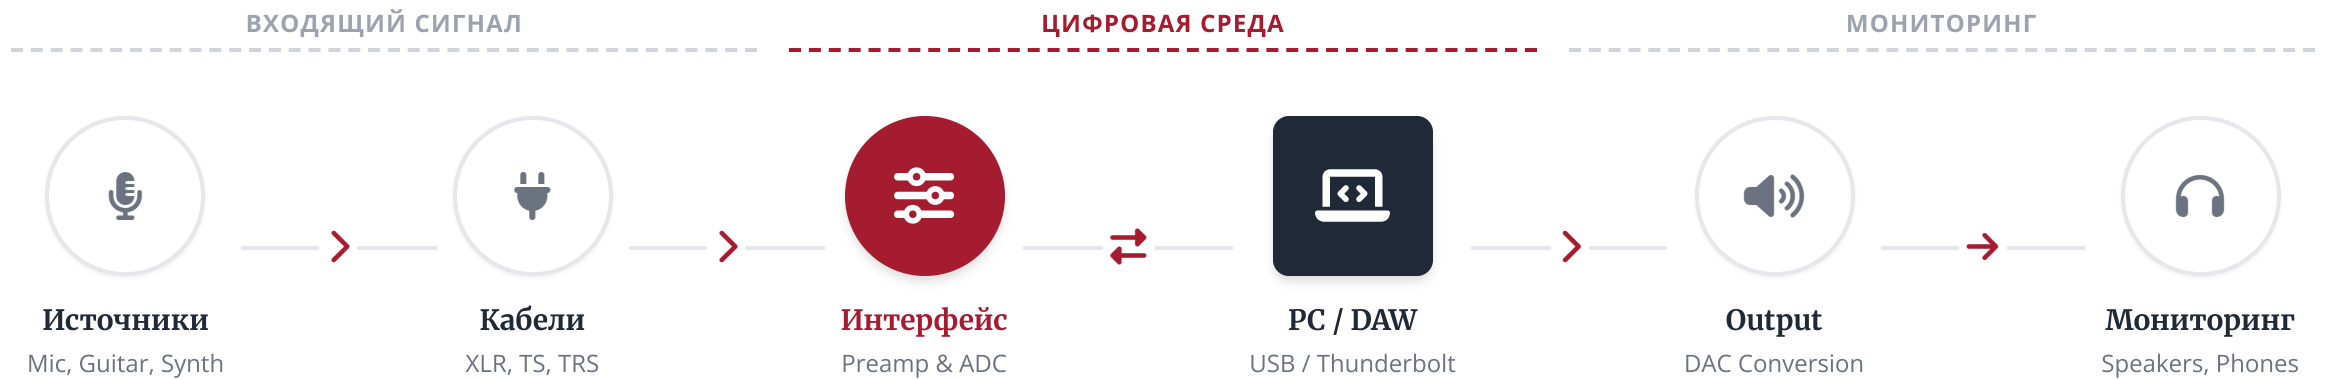 ВХОДЯЩИЙ СИГНАЛ
ЦИФРОВАЯ СРЕДА
МОНИТОРИНГ
Источники
Mic, Guitar, Synth
Кабели
XLR, TS, TRS
Интерфейс
Preamp & ADC
PC / DAW
USB / Thunderbolt
Output
DAC Conversion
Мониторинг
Speakers, Phones